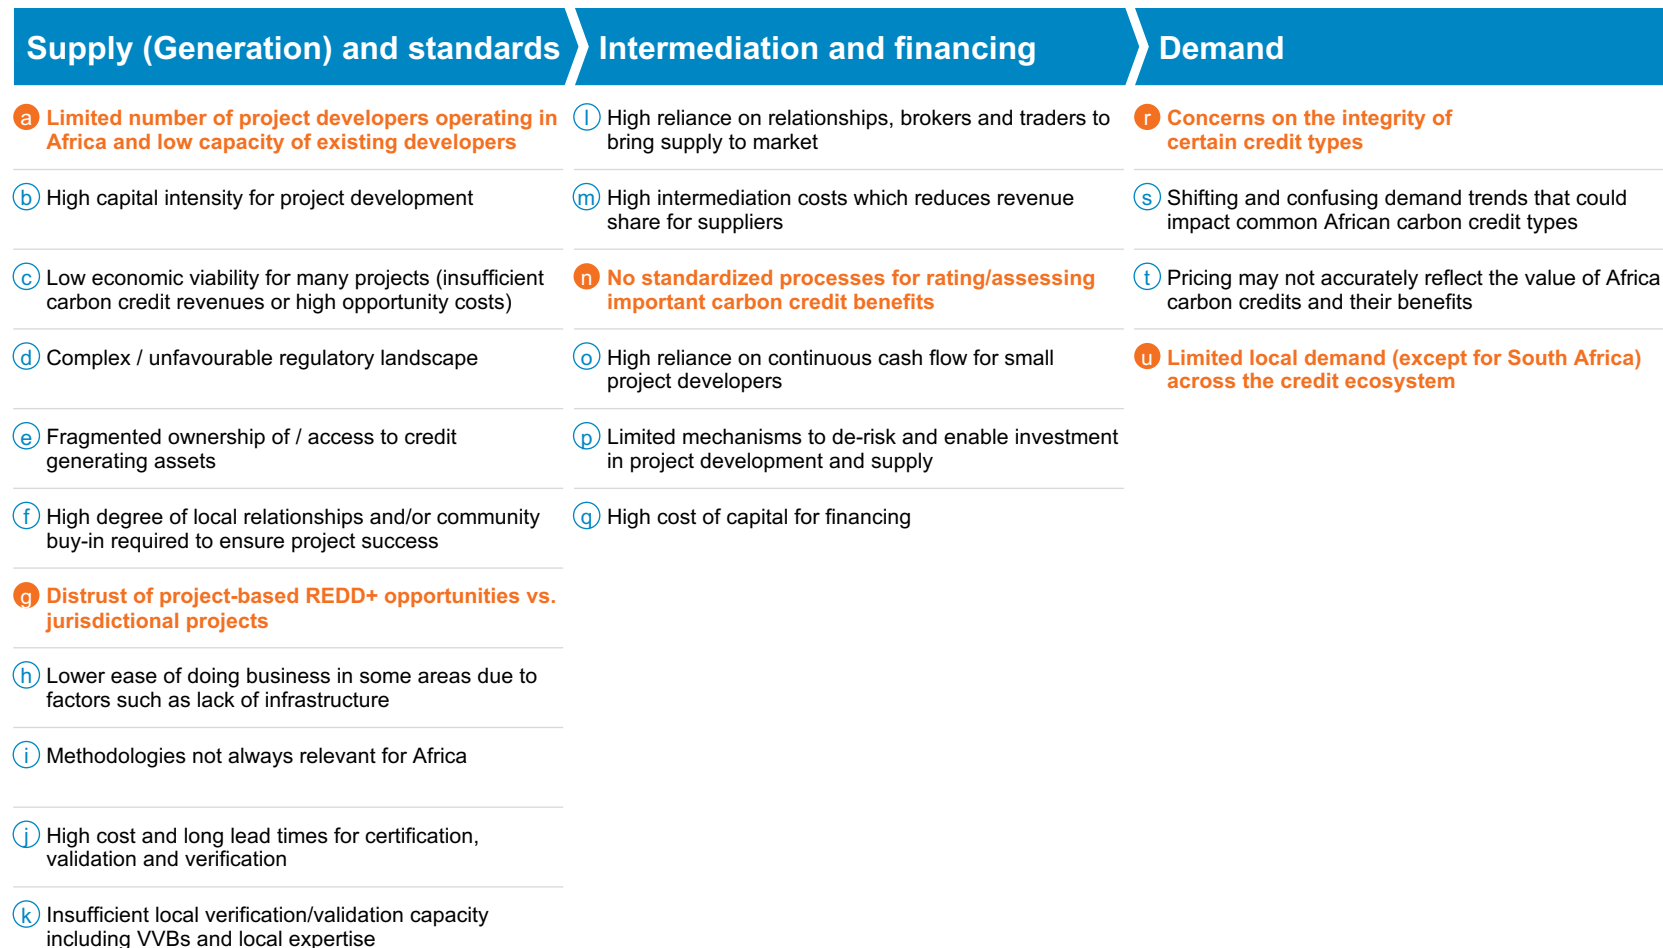 Supply (Generation) and standards
a Limited number of project developers operating in
Africa and low capacity of existing developers
b High capital intensity for project development
c Low economic viability for many projects (insufficient
carbon credit revenues or high opportunity costs)
d Complex / unfavourable regulatory landscape
e Fragmented ownership of / access to credit
generating assets
f High degree of local relationships and/or community
buy-in required to ensure project success
g Distrust of project-based REDD+ opportunities vs.
jurisdictional projects
h Lower ease of doing business in some areas due to
factors such as lack of infrastructure
i Methodologies not always relevant for Africa
j High cost and long lead times for certification,
validation and verification
k Insufficient local verification/validation capacity
including VVBs and local expertise
Intermediation and financing
l High reliance on relationships, brokers and traders to
bring supply to market
m High intermediation costs which reduces revenue
share for suppliers
n No standardized processes for rating/assessing
important carbon credit benefits
o High reliance on continuous cash flow for small
project developers
p Limited mechanisms to de-risk and enable investment
in project development and supply
q High cost of capital for financing
Demand
r Concerns on the integrity of
certain credit types
s Shifting and confusing demand trends that could
impact common African carbon credit types
t Pricing may not accurately reflect the value of Africa
carbon credits and their benefits
u Limited local demand (except for South Africa)
across the credit ecosystem